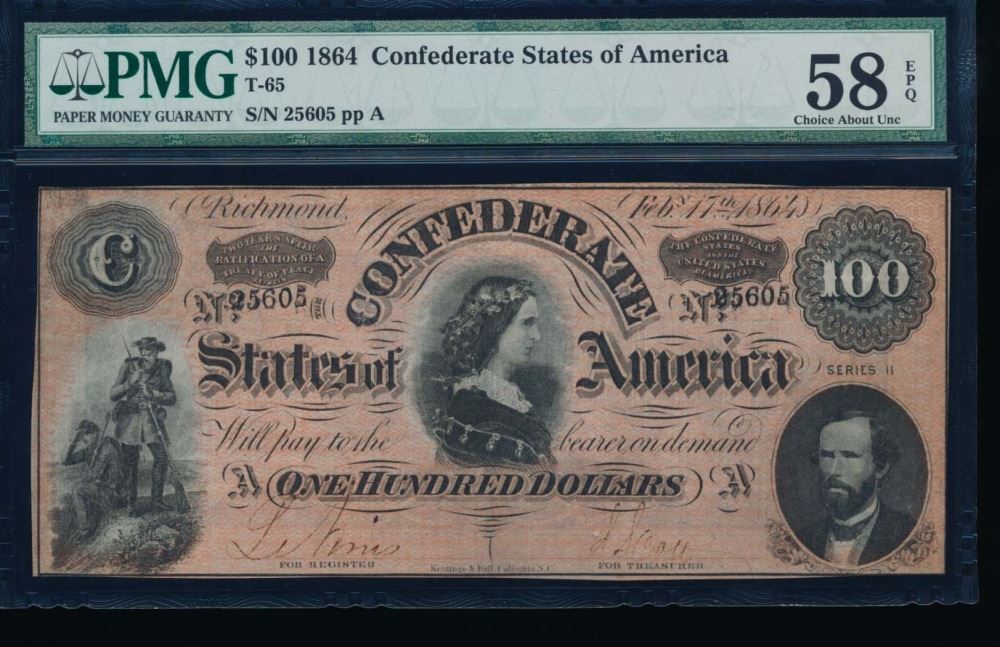 PMG
PAPER MONEY GUARANTY
$100 1864 Confederate States of America
T-65
S/N 25605 pp A
58
EPQ
Choice About Unc
Richmond, Feby. 17th 1864
C
TWO YEARS AFTER
THE
RATIFICATION OF A
TREATY OF PEACE
THE CONFEDERATE
STATES
AND THE
UNITED STATES
OF AMERICA
100
No. 25605
No. 25605
CONFEDERATE
States of America
SERIES II
Will pay to the bearer on demand
A ONE HUNDRED DOLLARS A
FOR REGISTER
Keatinge & Ball, Columbia, S.C.
FOR TREASURER